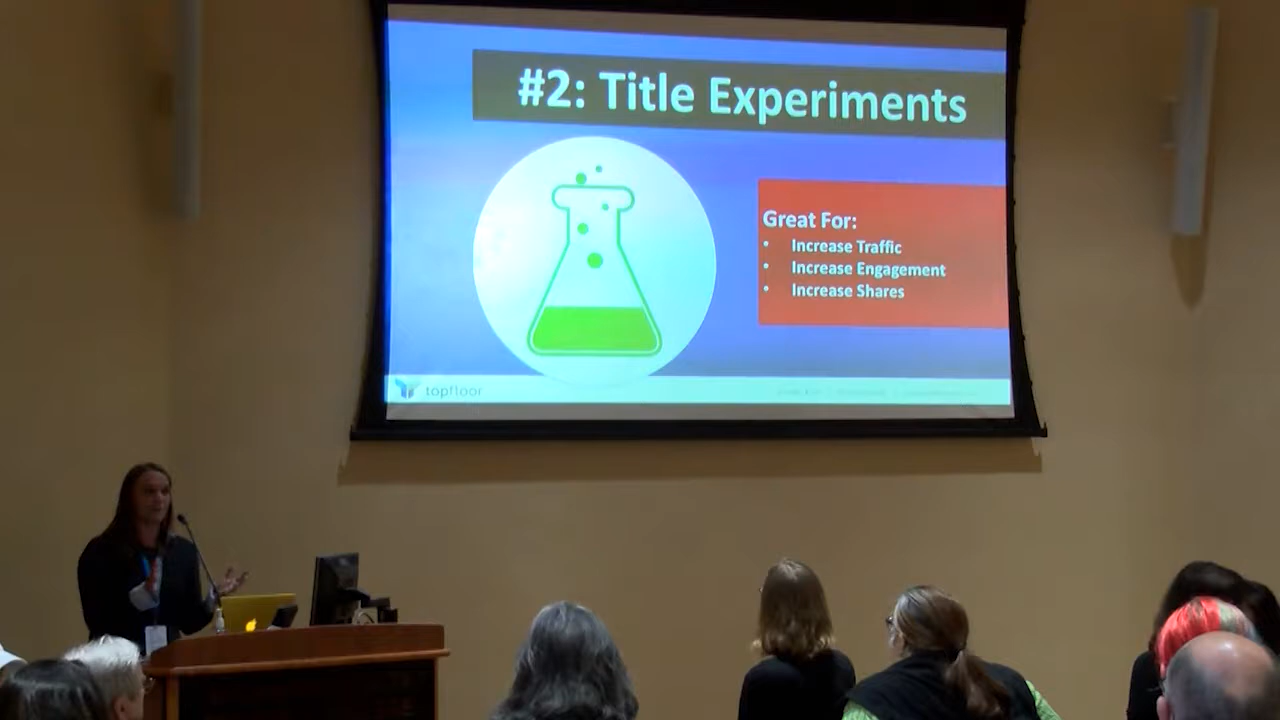 #2: Title Experiments
Great For:
• Increase Traffic
• Increase Engagement
• Increase Shares
topfloor